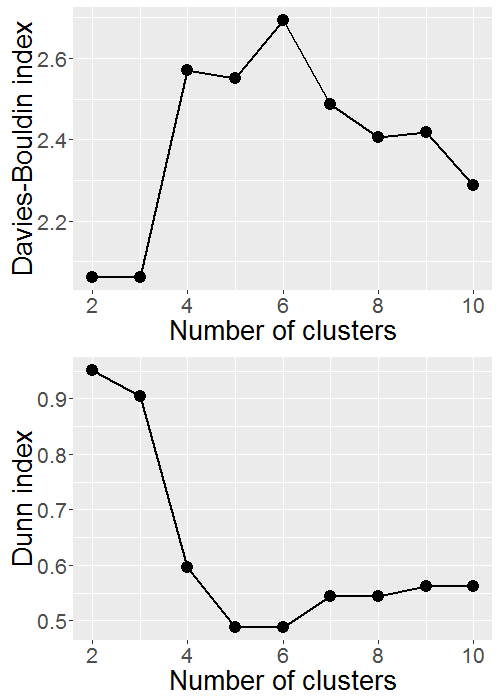 Davies-Bouldin index
2.6
2.4
2.2
2 4 6 8 10
Number of clusters
Dunn index
0.9
0.8
0.7
0.6
0.5
2 4 6 8 10
Number of clusters